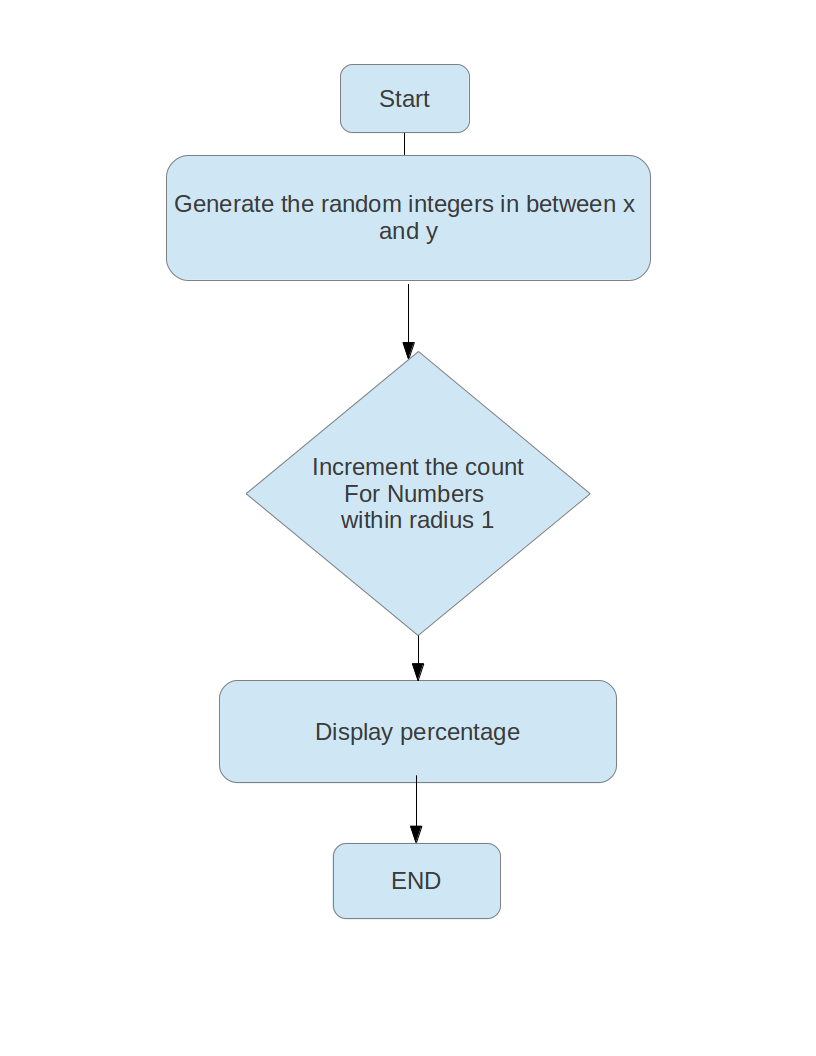 Start
Generate the random integers in between x
and y
Increment the count
For Numbers
within radius 1
Display percentage
END